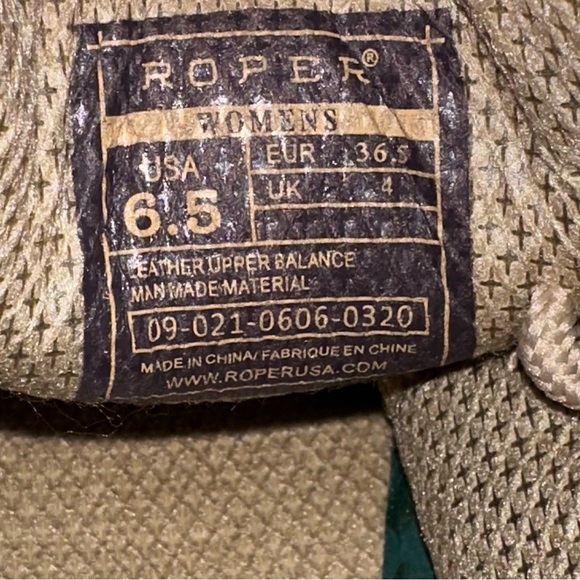 ROPER®
WOMENS
USA 6.5
EUR 36.5
UK 4
LEATHER UPPER BALANCE
MAN MADE MATERIAL
09-021-0606-0320
MADE IN CHINA/ FABRIQUE EN CHINE
WWW.ROPERUSA.COM